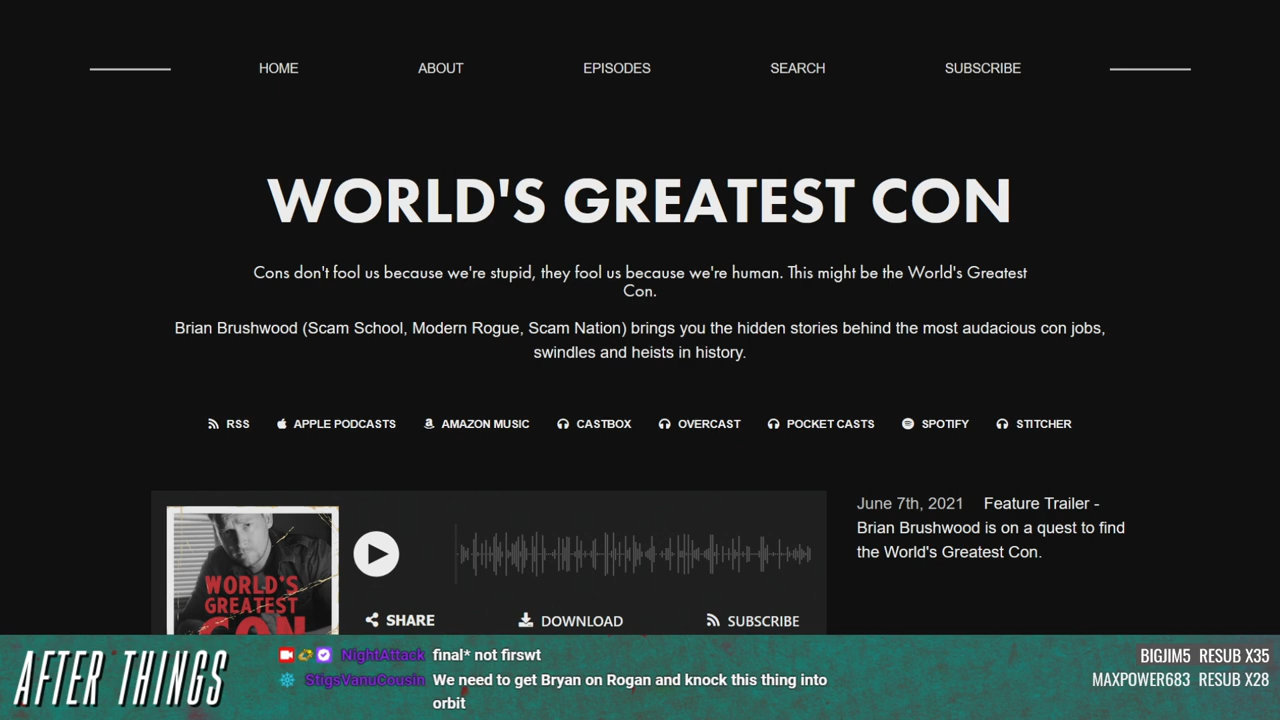 HOME ABOUT EPISODES SEARCH SUBSCRIBE
WORLD'S GREATEST CON
Cons don't fool us because we're stupid, they fool us because we're human. This might be the World's Greatest
Con.
Brian Brushwood (Scam School, Modern Rogue, Scam Nation) brings you the hidden stories behind the most audacious con jobs,
swindles and heists in history.
RSS APPLE PODCASTS AMAZON MUSIC CASTBOX OVERCAST POCKET CASTS SPOTIFY STITCHER
June 7th, 2021 Feature Trailer -
Brian Brushwood is on a quest to find
the World's Greatest Con.
WORLD'S
GREATEST
CON
SHARE DOWNLOAD SUBSCRIBE
AFTER THINGS
NightAttack final* not firswt
StigsVanuCousin We need to get Bryan on Rogan and knock this thing into
orbit
BIGJIM5 RESUB X35
MAXPOWER683 RESUB X28